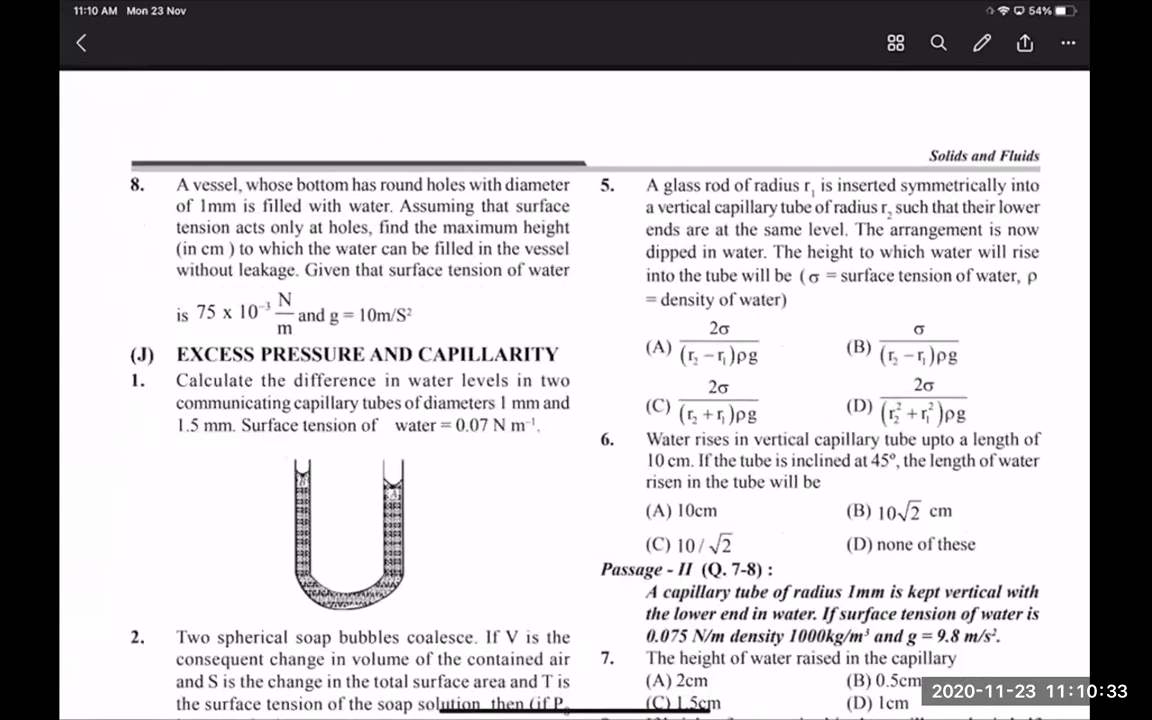 11:10 AM Mon 23 Nov
54%
Solids and Fluids
8. A vessel, whose bottom has round holes with diameter
of 1mm is filled with water. Assuming that surface
tension acts only at holes, find the maximum height
(in cm ) to which the water can be filled in the vessel
without leakage. Given that surface tension of water
is 75 x 10⁻³ N/m and g = 10m/S²
(J) EXCESS PRESSURE AND CAPILLARITY
1. Calculate the difference in water levels in two
communicating capillary tubes of diameters 1 mm and
1.5 mm. Surface tension of water = 0.07 N m⁻¹.
2. Two spherical soap bubbles coalesce. If V is the
consequent change in volume of the contained air
and S is the change in the total surface area and T is
the surface tension of the soap solution, then (if P₀
5. A glass rod of radius r₁ is inserted symmetrically into
a vertical capillary tube of radius r₂ such that their lower
ends are at the same level. The arrangement is now
dipped in water. The height to which water will rise
into the tube will be (σ = surface tension of water, ρ
= density of water)
(A) 2σ/(r₂ – r₁)ρg (B) σ/(r₂ – r₁)ρg
(C) 2σ/(r₂ + r₁)ρg (D) 2σ/(r₂² + r₁²)ρg
6. Water rises in vertical capillary tube upto a length of
10 cm. If the tube is inclined at 45º, the length of water
risen in the tube will be
(A) 10cm (B) 10√2 cm
(C) 10/√2 (D) none of these
Passage - II (Q. 7-8) :
A capillary tube of radius 1mm is kept vertical with
the lower end in water. If surface tension of water is
0.075 N/m density 1000kg/m³ and g = 9.8 m/s².
7. The height of water raised in the capillary
(A) 2cm (B) 0.5cm
(C) 1.5cm (D) 1cm
2020-11-23 11:10:33